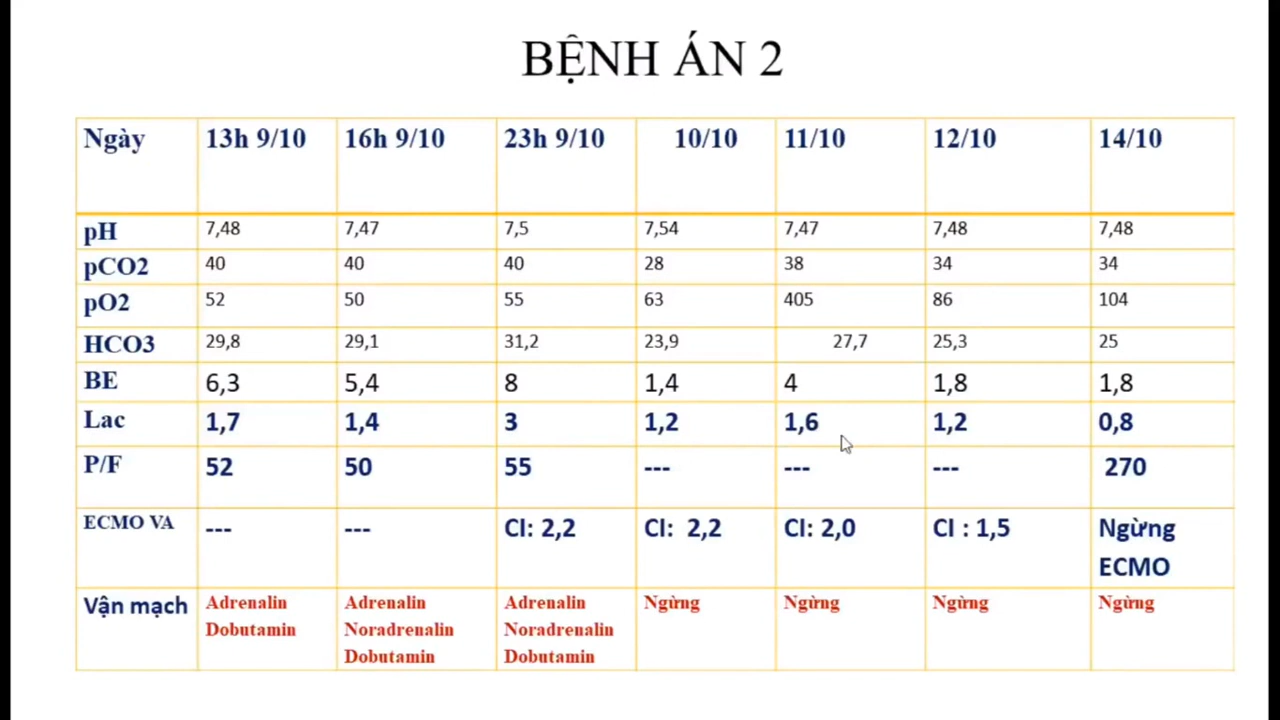 BỆNH ÁN 2
Ngày 13h 9/10 16h 9/10 23h 9/10 10/10 11/10 12/10 14/10
pH 7,48 7,47 7,5 7,54 7,47 7,48 7,48
pCO2 40 40 40 28 38 34 34
pO2 52 50 55 63 405 86 104
HCO3 29,8 29,1 31,2 23,9 27,7 25,3 25
BE 6,3 5,4 8 1,4 4 1,8 1,8
Lac 1,7 1,4 3 1,2 1,6 1,2 0,8
P/F 52 50 55 --- --- --- 270
ECMO VA --- --- CI: 2,2 CI: 2,2 CI: 2,0 CI : 1,5 Ngừng
ECMO
Vận mạch Adrenalin Adrenalin Adrenalin Ngừng Ngừng Ngừng Ngừng
Dobutamin Noradrenalin Noradrenalin
Dobutamin Dobutamin